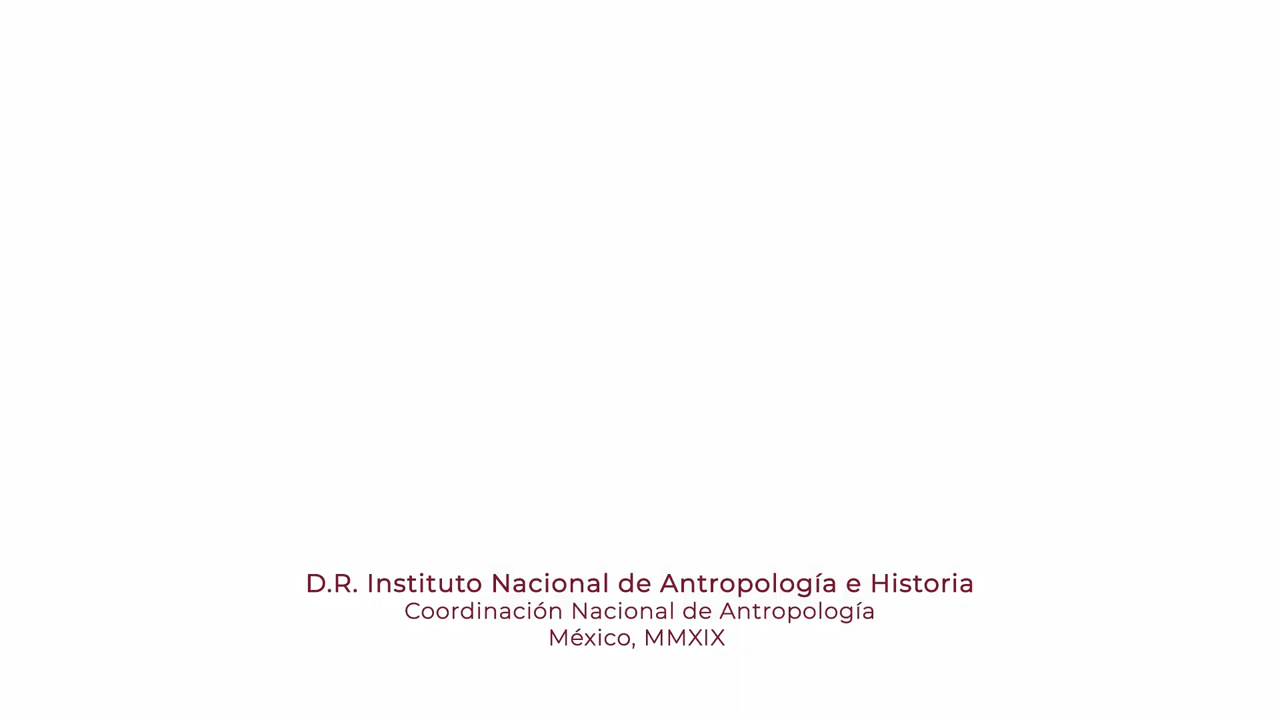 D.R. Instituto Nacional de Antropología e Historia
Coordinación Nacional de Antropología
México, MMXIX